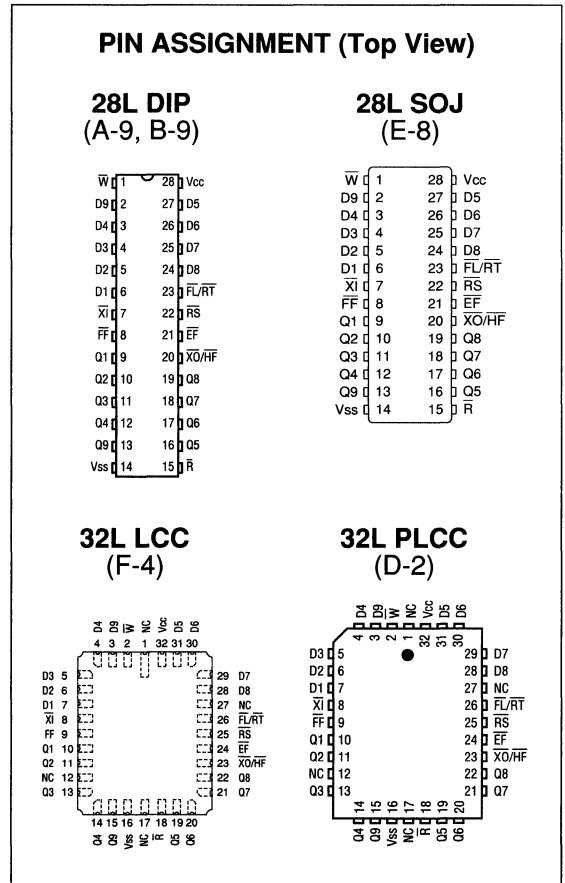 PIN ASSIGNMENT (Top View)
28L DIP
(A-9, B-9)
W̅ 1 28 Vcc
D9 2 27 D5
D4 3 26 D6
D3 4 25 D7
D2 5 24 D8
D1 6 23 F̅L̅/R̅T̅
X̅I̅ 7 22 R̅S̅
F̅F̅ 8 21 E̅F̅
Q1 9 20 X̅O̅/H̅F̅
Q2 10 19 Q8
Q3 11 18 Q7
Q4 12 17 Q6
Q9 13 16 Q5
Vss 14 15 R̅
28L SOJ
(E-8)
W̅ 1 28 Vcc
D9 2 27 D5
D4 3 26 D6
D3 4 25 D7
D2 5 24 D8
D1 6 23 F̅L̅/R̅T̅
X̅I̅ 7 22 R̅S̅
F̅F̅ 8 21 E̅F̅
Q1 9 20 X̅O̅/H̅F̅
Q2 10 19 Q8
Q3 11 18 Q7
Q4 12 17 Q6
Q9 13 16 Q5
Vss 14 15 R̅
32L LCC
(F-4)
D4 D9 W̅ NC Vcc D5 D6
4 3 2 1 32 31 30
D3 5 29 D7
D2 6 28 D8
D1 7 27 NC
X̅I̅ 8 26 F̅L̅/R̅T̅
FF 9 25 R̅S̅
Q1 10 24 E̅F̅
Q2 11 23 X̅O̅/H̅F̅
NC 12 22 Q8
Q3 13 21 Q7
14 15 16 17 18 19 20
Q4 Q9 Vss NC R̅ Q5 Q6
32L PLCC
(D-2)
D4 D9 W̅ NC Vcc D5 D6
4 3 2 1 32 31 30
D3 5 29 D7
D2 6 28 D8
D1 7 27 NC
X̅I̅ 8 26 F̅L̅/R̅T̅
F̅F̅ 9 25 R̅S̅
Q1 10 24 E̅F̅
Q2 11 23 X̅O̅/H̅F̅
NC 12 22 Q8
Q3 13 21 Q7
14 15 16 17 18 19 20
Q4 Q9 Vss NC R̅ Q5 Q6